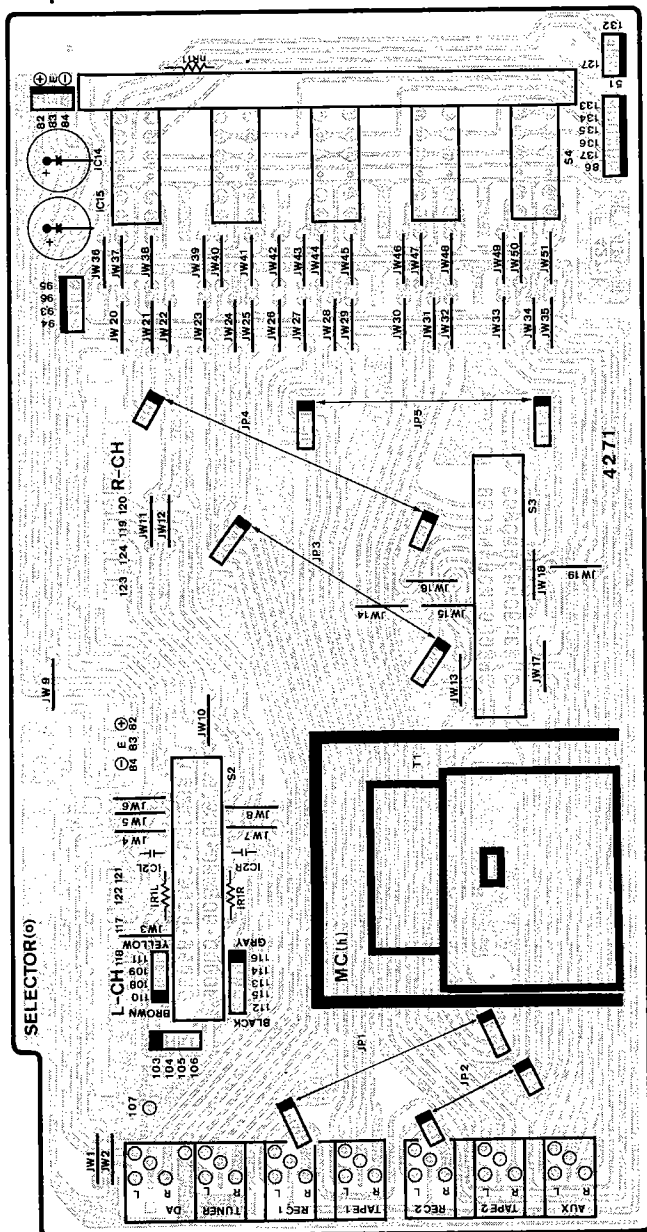 132
127
51
133
134
135
136
137
86
S4
nR11
⊕ E ⊖
82
83
84
+
IC14
+
IC15
95
96
93
94
JW36
JW37
JW38
JW39
JW40
JW41
JW42
JW43
JW44
JW45
JW46
JW47
JW48
JW49
JW50
JW51
JW20
JW21
JW22
JW23
JW24
JW25
JW26
JW27
JW28
JW29
JW30
JW31
JW32
JW33
JW34
JW35
JP4
JP5
R-CH
4271
123 124 119 120
JW11
JW12
JP3
S3
JW16
JW14
JW15
JW18
JW19
JW13
JW17
JW9
⊖ E ⊕
84 83 82
JW10
S2
JW6
JW5
JW4
JW8
JW7
iC2L
iC2R
122 121
iR1L
iR1R
117
JW3
YELLOW
GRAY
L-CH
118
111
109
108
110
BROWN
116
114
113
115
112
BLACK
T1
M.C.(h)
SELECTOR(o)
103
104
105
106
107
JP1
JP2
JW1
JW2
L R
DA
L R
TUNER
L R
REC 1
L R
TAPE 1
L R
REC 2
L R
TAPE 2
L R
AUX